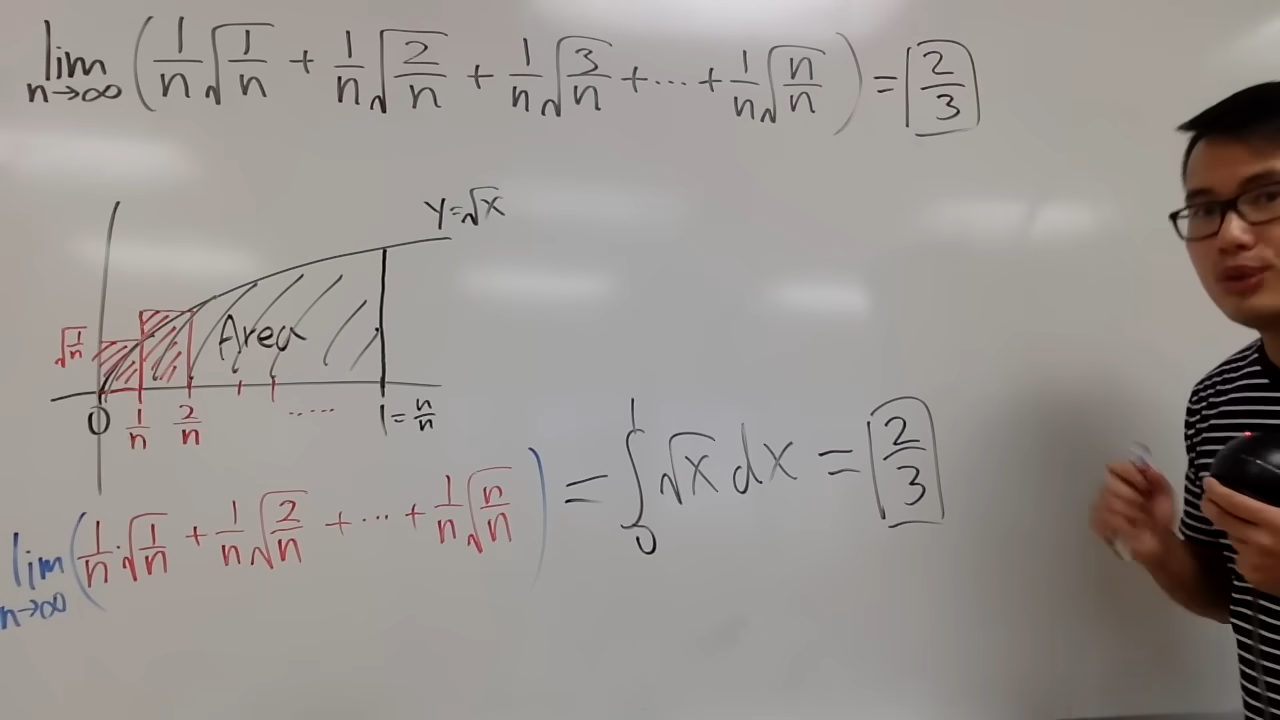 lim n→∞ (1/n √(1/n) + 1/n √(2/n) + 1/n √(3/n) + ... + 1/n √(n/n)) = 2/3
y=√x
√(1/n)
Area
0 1/n 2/n ..... 1 = n/n
lim n→∞ (1/n · √(1/n) + 1/n √(2/n) + ... + 1/n √(n/n)) = ∫₀¹ √x dx = 2/3